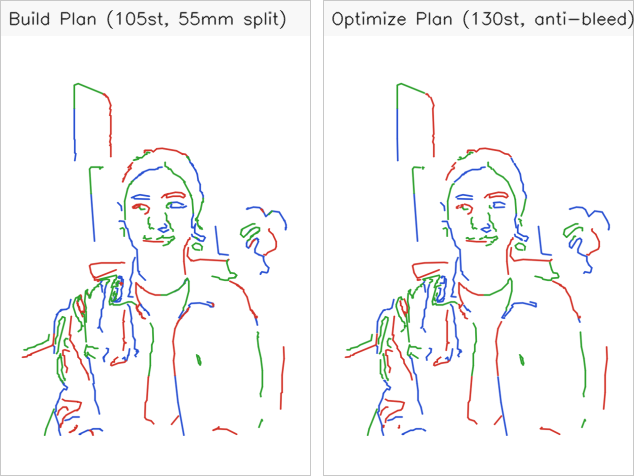 Build Plan (105st, 55mm split)
Optimize Plan (130st, anti-bleed)